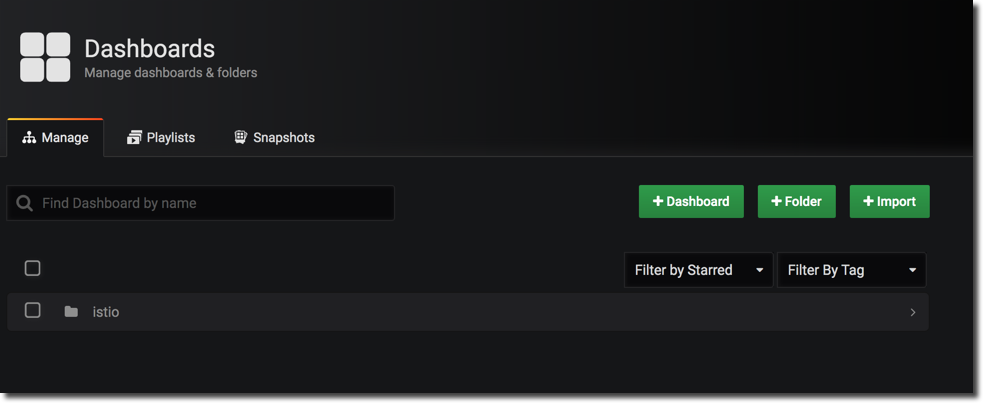 Dashboards
Manage dashboards & folders
Manage Playlists Snapshots
Find Dashboard by name
+ Dashboard + Folder + Import
Filter by Starred Filter By Tag
istio